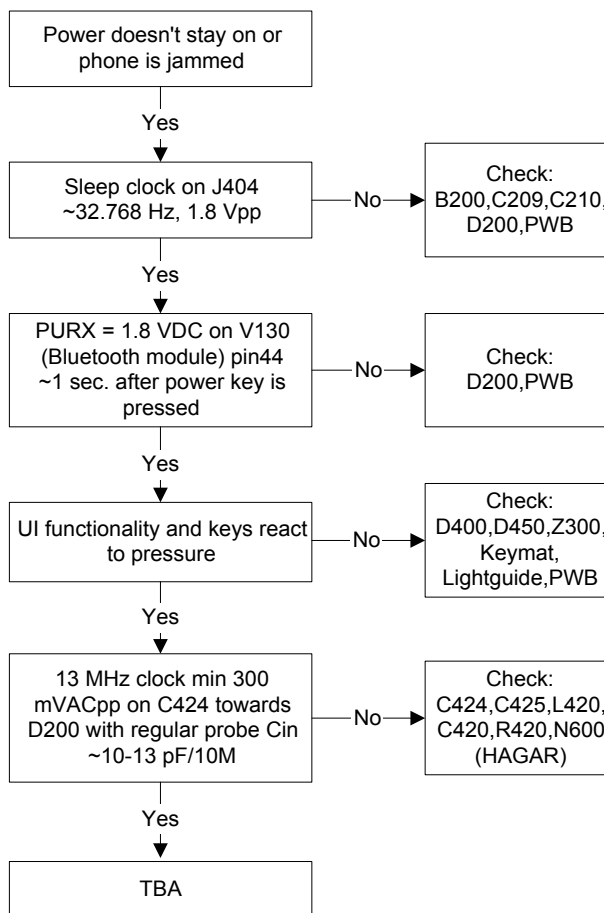 Power doesn't stay on or
phone is jammed
Yes
Sleep clock on J404
~32.768 Hz, 1.8 Vpp
No
Check:
B200,C209,C210,
D200,PWB
Yes
PURX = 1.8 VDC on V130
(Bluetooth module) pin44
~1 sec. after power key is
pressed
No
Check:
D200,PWB
Yes
UI functionality and keys react
to pressure
No
Check:
D400,D450,Z300,
Keymat,
Lightguide,PWB
Yes
13 MHz clock min 300
mVACpp on C424 towards
D200 with regular probe Cin
~10-13 pF/10M
No
Check:
C424,C425,L420,
C420,R420,N600
(HAGAR)
Yes
TBA